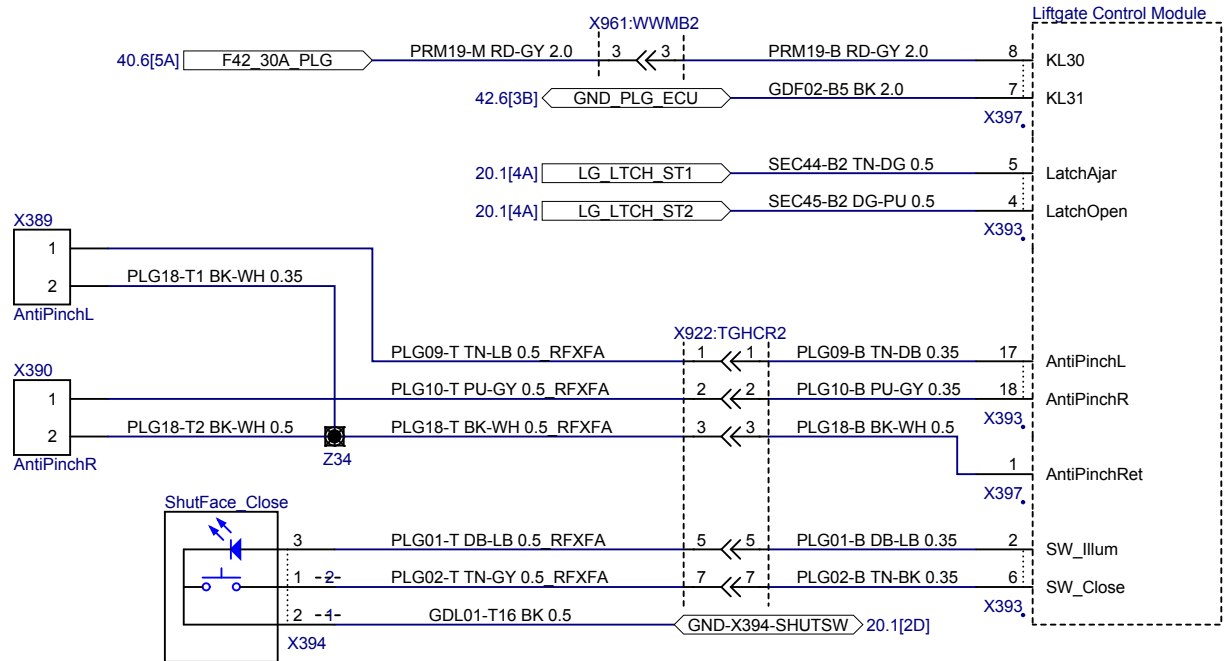 Liftgate Control Module
X961:WWMB2
40.6[5A] F42_30A_PLG PRM19-M RD-GY 2.0 3 3 PRM19-B RD-GY 2.0 8 KL30
42.6[3B] GND_PLG_ECU GDF02-B5 BK 2.0 7 KL31
X397
20.1[4A] LG_LTCH_ST1 SEC44-B2 TN-DG 0.5 5 LatchAjar
20.1[4A] LG_LTCH_ST2 SEC45-B2 DG-PU 0.5 4 LatchOpen
X393
X389
1
2 PLG18-T1 BK-WH 0.35
AntiPinchL
X922:TGHCR2
PLG09-T TN-LB 0.5_RFXFA 1 1 PLG09-B TN-DB 0.35 17 AntiPinchL
X390
1 PLG10-T PU-GY 0.5_RFXFA 2 2 PLG10-B PU-GY 0.35 18 AntiPinchR
X393
2 PLG18-T2 BK-WH 0.5 PLG18-T BK-WH 0.5_RFXFA 3 3 PLG18-B BK-WH 0.5
Z34
AntiPinchR
1 AntiPinchRet
X397
ShutFace_Close
3 PLG01-T DB-LB 0.5_RFXFA 5 5 PLG01-B DB-LB 0.35 2 SW_Illum
1 2 PLG02-T TN-GY 0.5_RFXFA 7 7 PLG02-B TN-BK 0.35 6 SW_Close
X393
2 1 GDL01-T16 BK 0.5 GND-X394-SHUTSW 20.1[2D]
X394